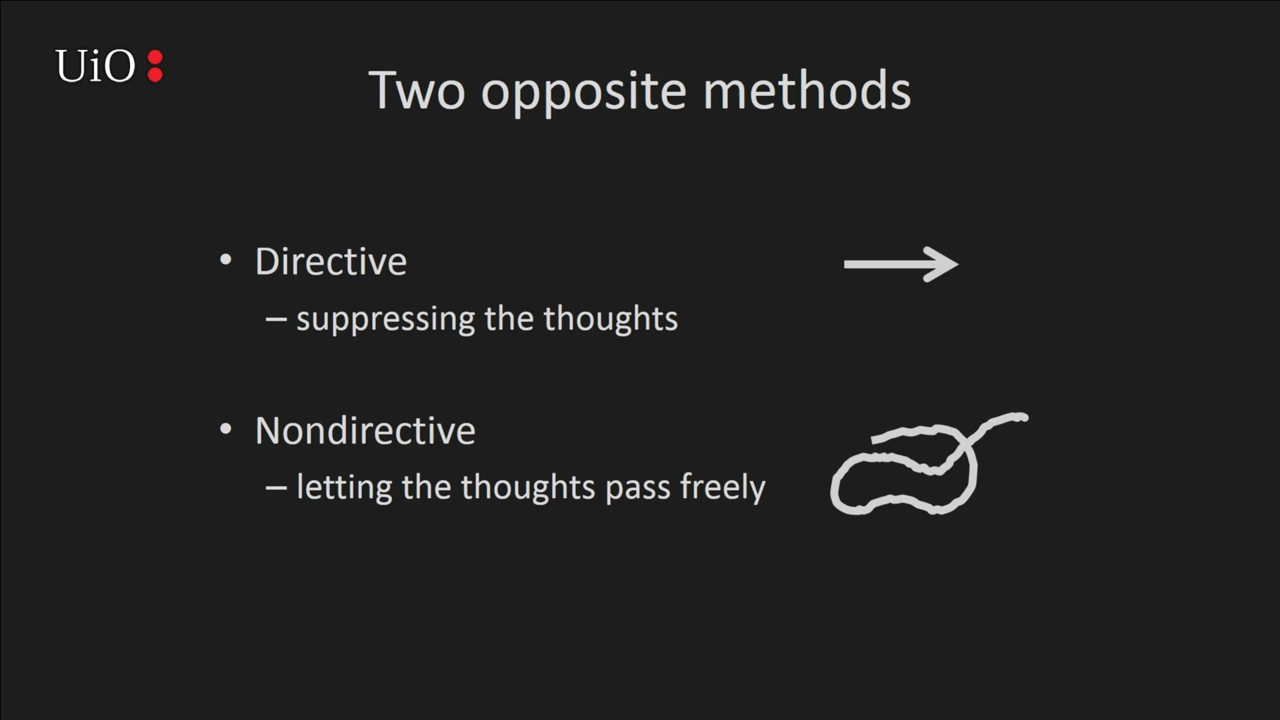 UiO:
Two opposite methods
• Directive
– suppressing the thoughts
• Nondirective
– letting the thoughts pass freely